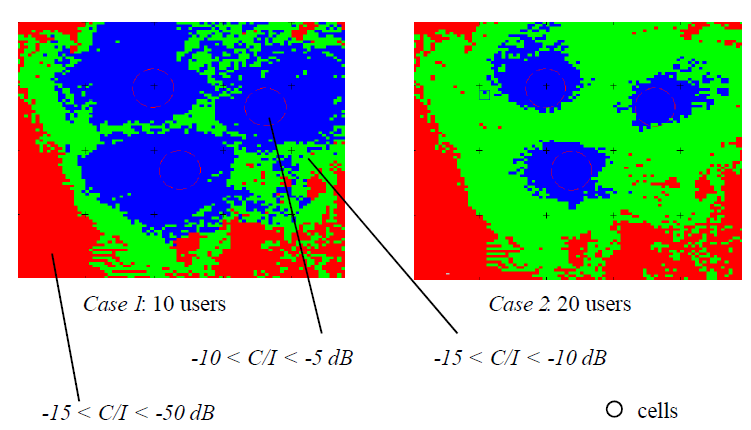 Case 1: 10 users
Case 2: 20 users
-10 < C/I < -5 dB
-15 < C/I < -10 dB
-15 < C/I < -50 dB
cells